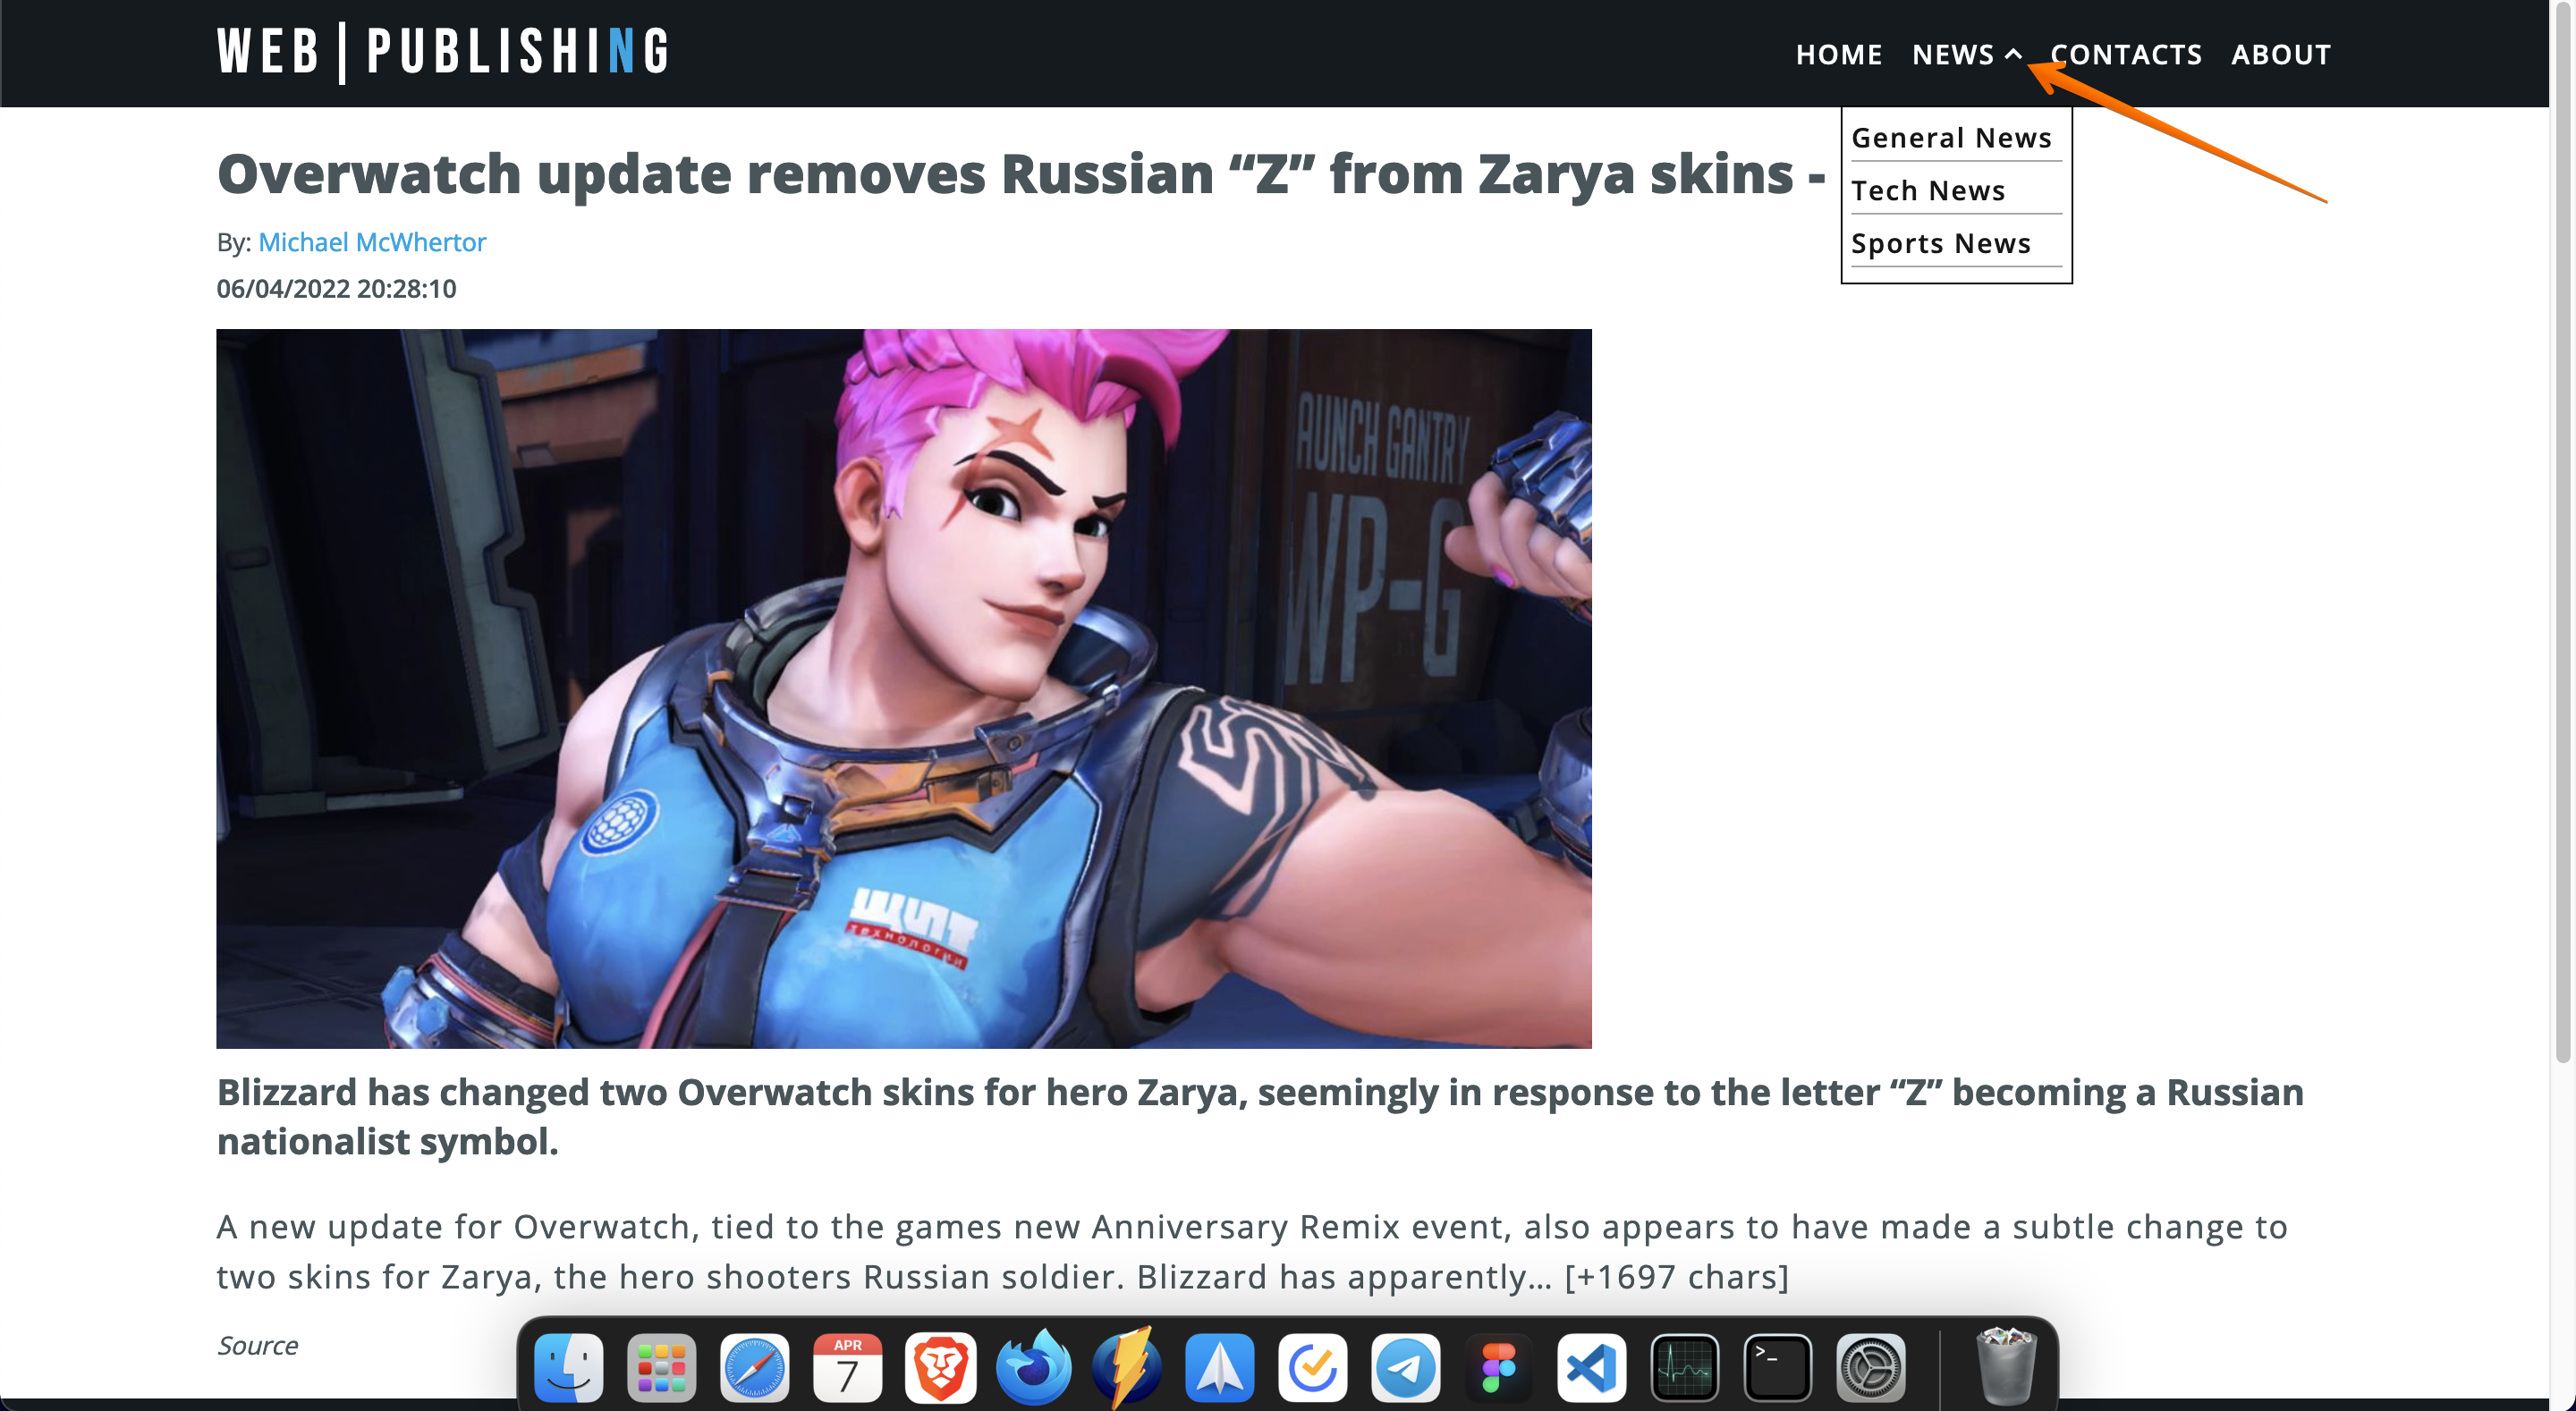 WEB | PUBLISHING
HOME NEWS CONTACTS ABOUT
General News
Tech News
Sports News
Overwatch update removes Russian “Z” from Zarya skins -
By: Michael McWhertor
06/04/2022 20:28:10
AUNCH GANTRY
WP-G
щит
технологии
Blizzard has changed two Overwatch skins for hero Zarya, seemingly in response to the letter “Z” becoming a Russian
nationalist symbol.
A new update for Overwatch, tied to the games new Anniversary Remix event, also appears to have made a subtle change to
two skins for Zarya, the hero shooters Russian soldier. Blizzard has apparently… [+1697 chars]
Source
APR
7
>_